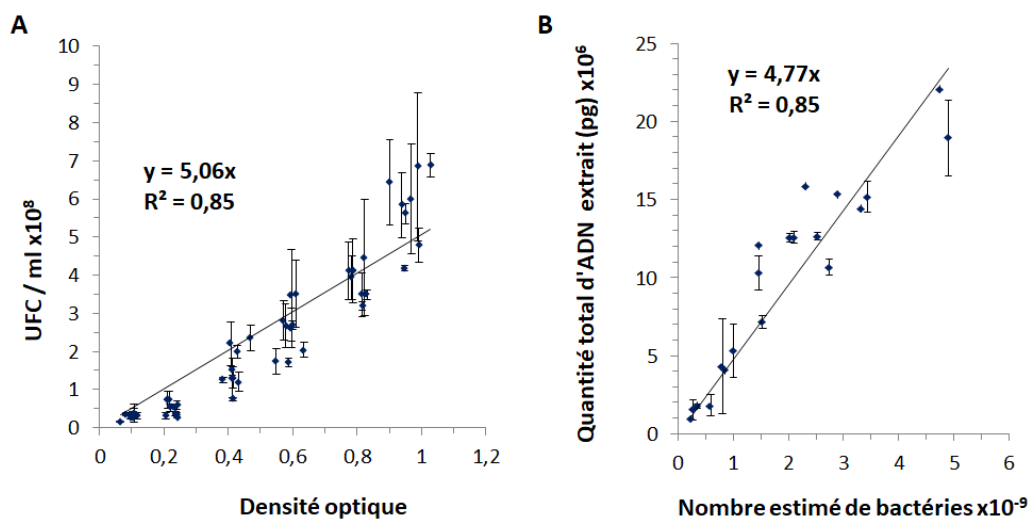 A
UFC / ml x10⁸
10
9
8
7
6
5
4
3
2
1
0
y = 5,06x
R² = 0,85
0 0,2 0,4 0,6 0,8 1 1,2
Densité optique
B
Quantité total d'ADN extrait (pg) x10⁶
25
20
15
10
5
0
y = 4,77x
R² = 0,85
0 1 2 3 4 5 6
Nombre estimé de bactéries x10⁻⁹